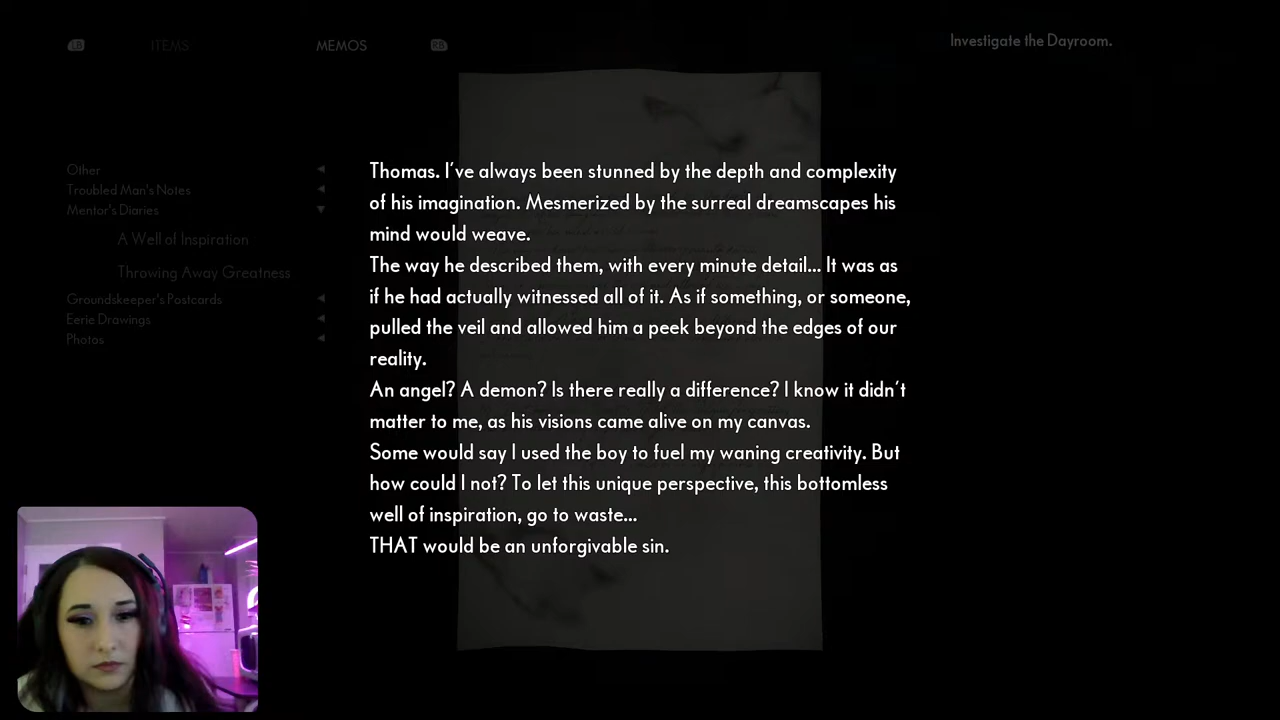 LB
ITEMS
MEMOS
RB
Investigate the Dayroom.
Other
Troubled Man's Notes
Mentor's Diaries
A Well of Inspiration
Throwing Away Greatness
Groundskeeper's Postcards
Eerie Drawings
Photos
Thomas. I've always been stunned by the depth and complexity
of his imagination. Mesmerized by the surreal dreamscapes his
mind would weave.
The way he described them, with every minute detail... It was as
if he had actually witnessed all of it. As if something, or someone,
pulled the veil and allowed him a peek beyond the edges of our
reality.
An angel? A demon? Is there really a difference? I know it didn't
matter to me, as his visions came alive on my canvas.
Some would say I used the boy to fuel my waning creativity. But
how could I not? To let this unique perspective, this bottomless
well of inspiration, go to waste...
THAT would be an unforgivable sin.